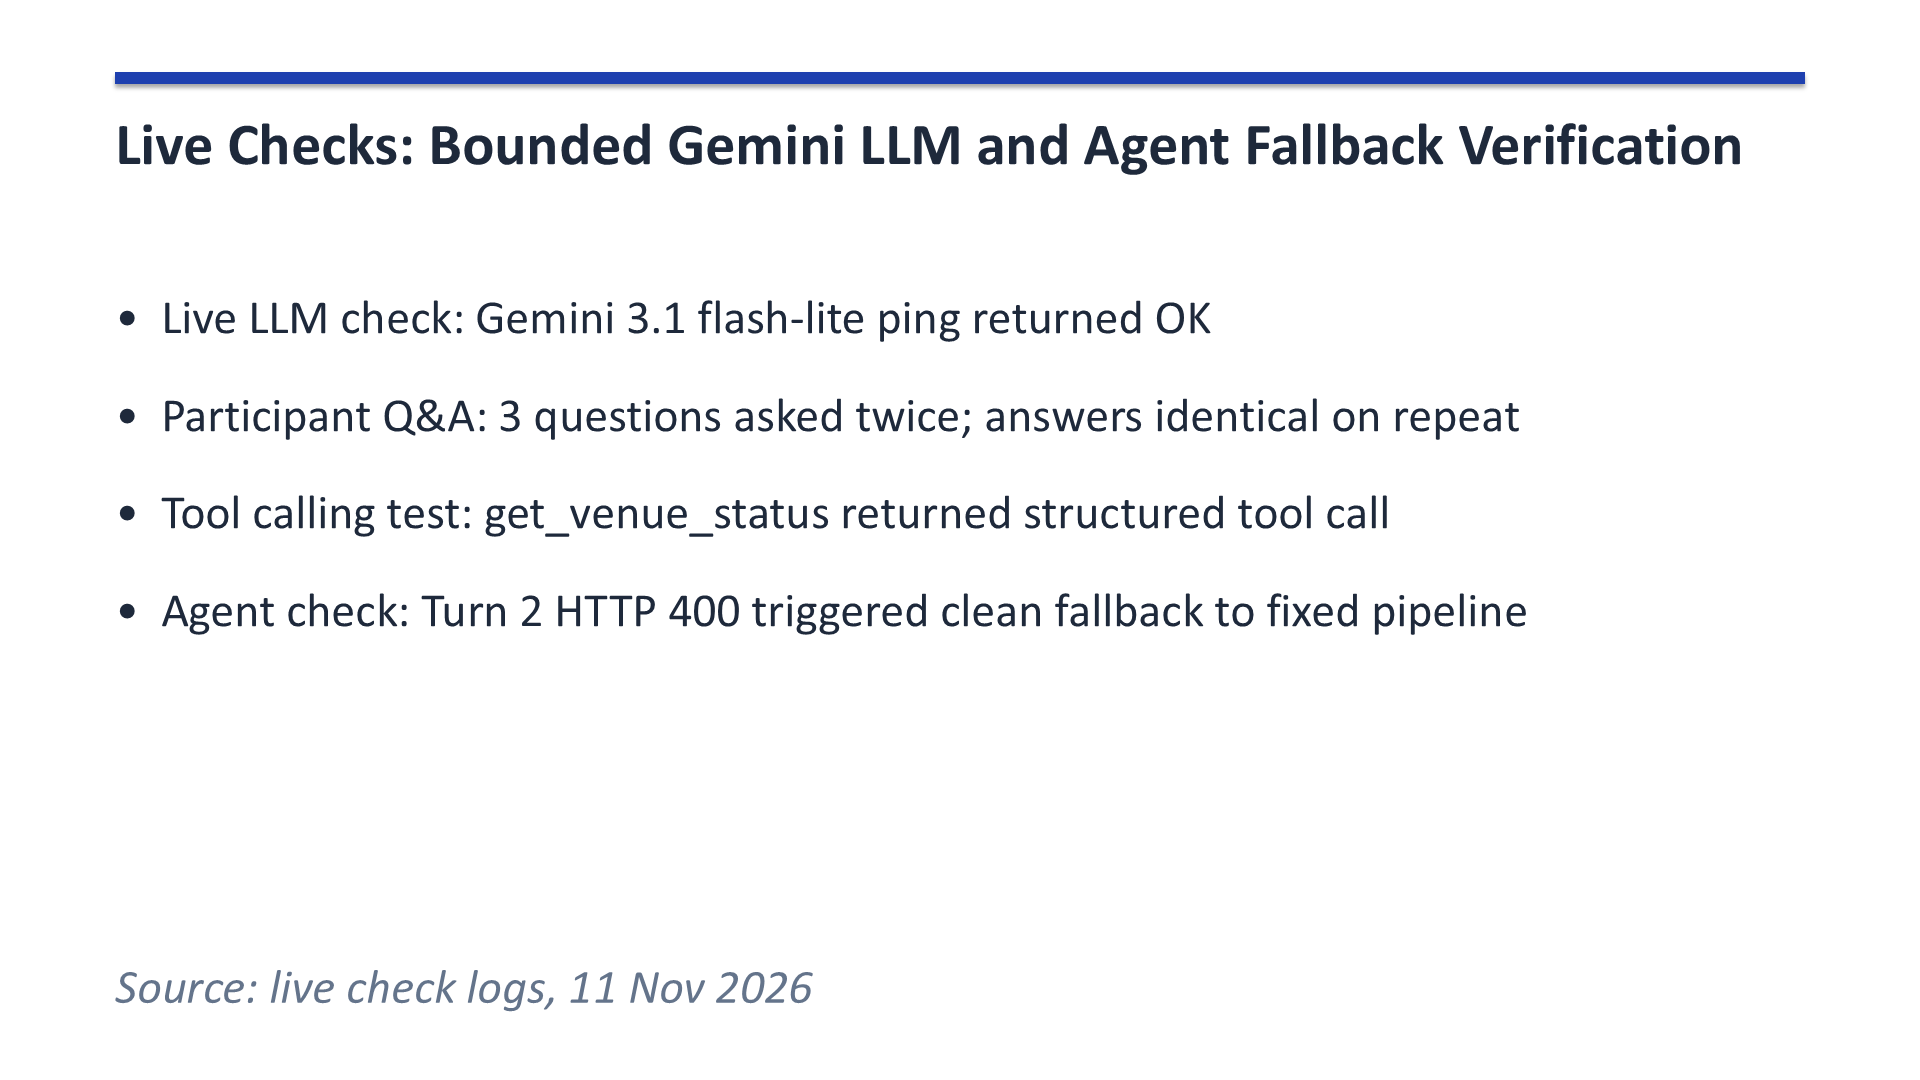 Live Checks: Bounded Gemini LLM and Agent Fallback Verification
• Live LLM check: Gemini 3.1 flash-lite ping returned OK
• Participant Q&A: 3 questions asked twice; answers identical on repeat
• Tool calling test: get_venue_status returned structured tool call
• Agent check: Turn 2 HTTP 400 triggered clean fallback to fixed pipeline
Source: live check logs, 11 Nov 2026